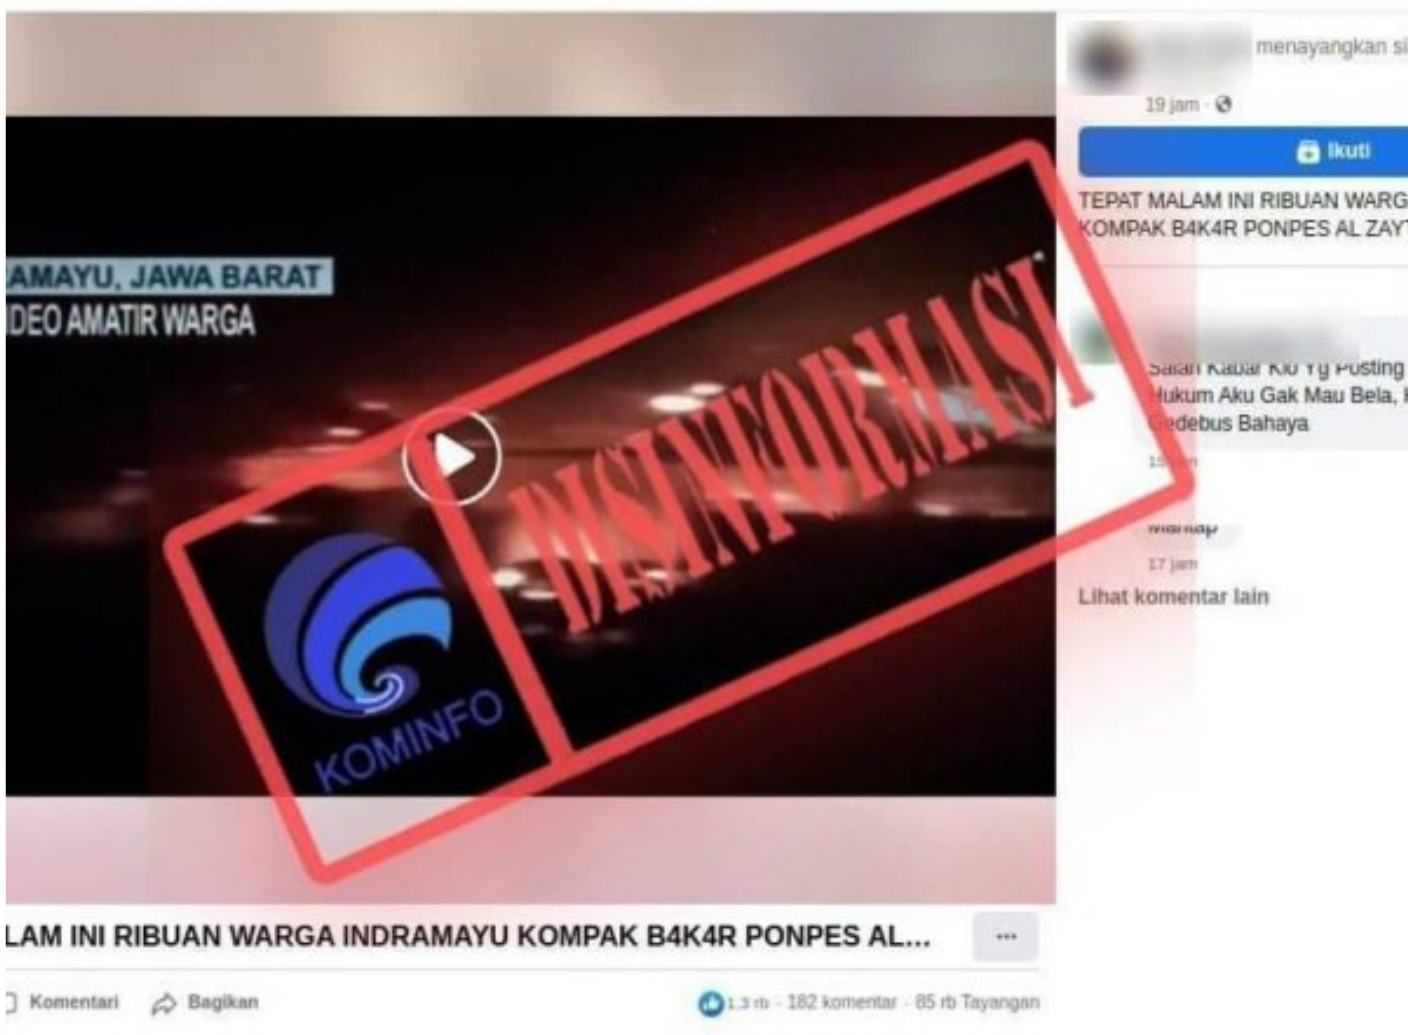 menayangkan si
19 jam
Ikuti
TEPAT MALAM INI RIBUAN WARG
KOMPAK B4K4R PONPES AL ZAYT
AMAYU, JAWA BARAT
IDEO AMATIR WARGA
DISINFORMASI
KOMINFO
Salah Kabar Klo Yg Posting
Hukum Aku Gak Mau Bela,
Gedebus Bahaya
Mantap
17 jam
Lihat komentar lain
LAM INI RIBUAN WARGA INDRAMAYU KOMPAK B4K4R PONPES AL...
Komentari
Bagikan
1,3 rb · 182 komentar · 85 rb Tayangan